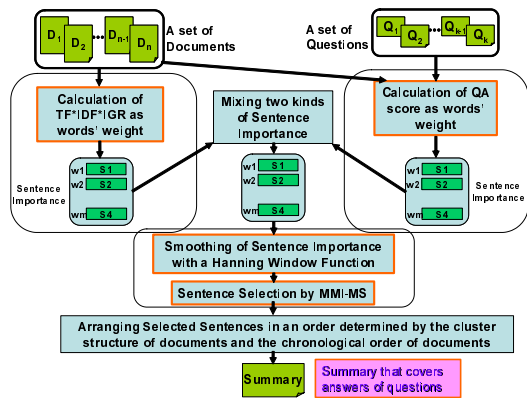 D1 D2 ... Dn-1 Dn
A set of
Documents
A set of
Questions
Q1 Q2 ... Qk-1 Qk
Calculation of
TF*IDF*IGR as
words' weight
Mixing two kinds
of Sentence
Importance
Calculation of QA
score as words'
weight
Sentence
Importance
w1 S1
w2 S2
wm S4
w1 S1
w2 S2
wm S4
w1 S1
w2 S2
wm S4
Sentence
Importance
Smoothing of Sentence Importance
with a Hanning Window Function
Sentence Selection by MMI-MS
Arranging Selected Sentences in an order determined by the cluster
structure of documents and the chronological order of documents
Summary
Summary that covers
answers of questions